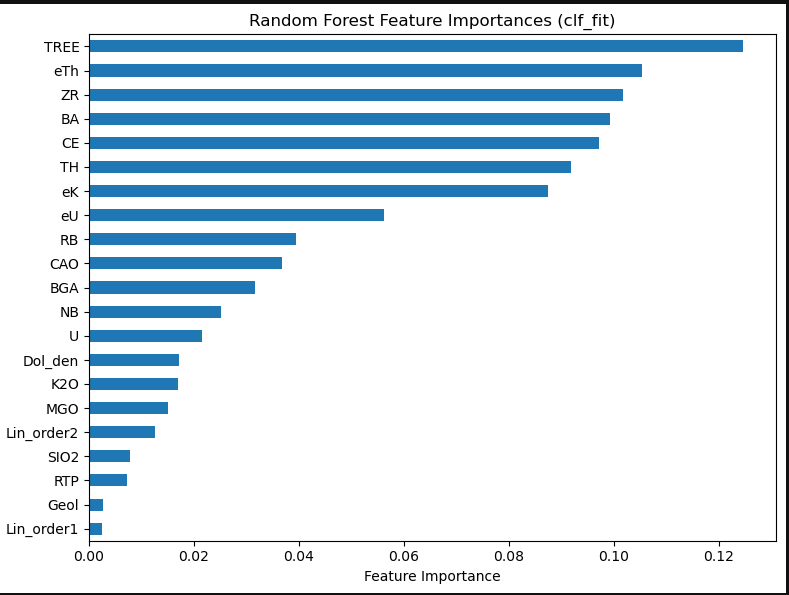 Random Forest Feature Importances (clf_fit)
TREE
eTh
ZR
BA
CE
TH
eK
eU
RB
CAO
BGA
NB
U
Dol_den
K2O
MGO
Lin_order2
SIO2
RTP
Geol
Lin_order1
0.00 0.02 0.04 0.06 0.08 0.10 0.12
Feature Importance